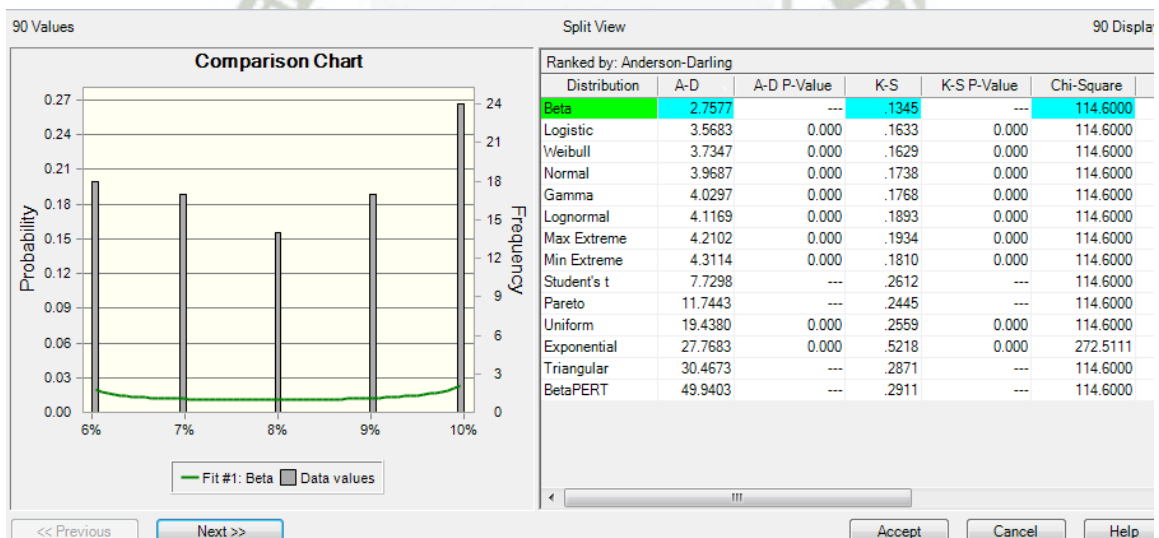 90 Values Split View 90 Display
Comparison Chart
0.27
0.24
0.21
0.18
0.15
0.12
0.09
0.06
0.03
0.00
Probability
24
21
18
15
12
9
6
3
0
Frequency
6% 7% 8% 9% 10%
Fit #1: Beta Data values
Ranked by: Anderson-Darling
Distribution A-D A-D P-Value K-S K-S P-Value Chi-Square
Beta 2.7577 --- .1345 --- 114.6000
Logistic 3.5683 0.000 .1633 0.000 114.6000
Weibull 3.7347 0.000 .1629 0.000 114.6000
Normal 3.9687 0.000 .1738 0.000 114.6000
Gamma 4.0297 0.000 .1768 0.000 114.6000
Lognormal 4.1169 0.000 .1893 0.000 114.6000
Max Extreme 4.2102 0.000 .1934 0.000 114.6000
Min Extreme 4.3114 0.000 .1810 0.000 114.6000
Student's t 7.7298 --- .2612 --- 114.6000
Pareto 11.7443 --- .2445 --- 114.6000
Uniform 19.4380 0.000 .2559 0.000 114.6000
Exponential 27.7683 0.000 .5218 0.000 272.5111
Triangular 30.4673 --- .2871 --- 114.6000
BetaPERT 49.9403 --- .2911 --- 114.6000
<< Previous Next >> Accept Cancel Help